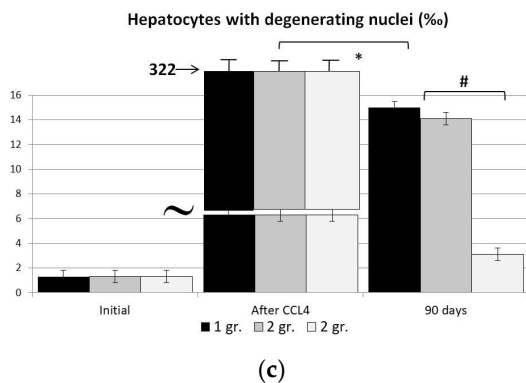 Hepatocytes with degenerating nuclei (‰)
322
*
#
16
14
12
10
8
6
4
2
0
~
Initial
After CCL4
90 days
1 gr.
2 gr.
2 gr.
(c)